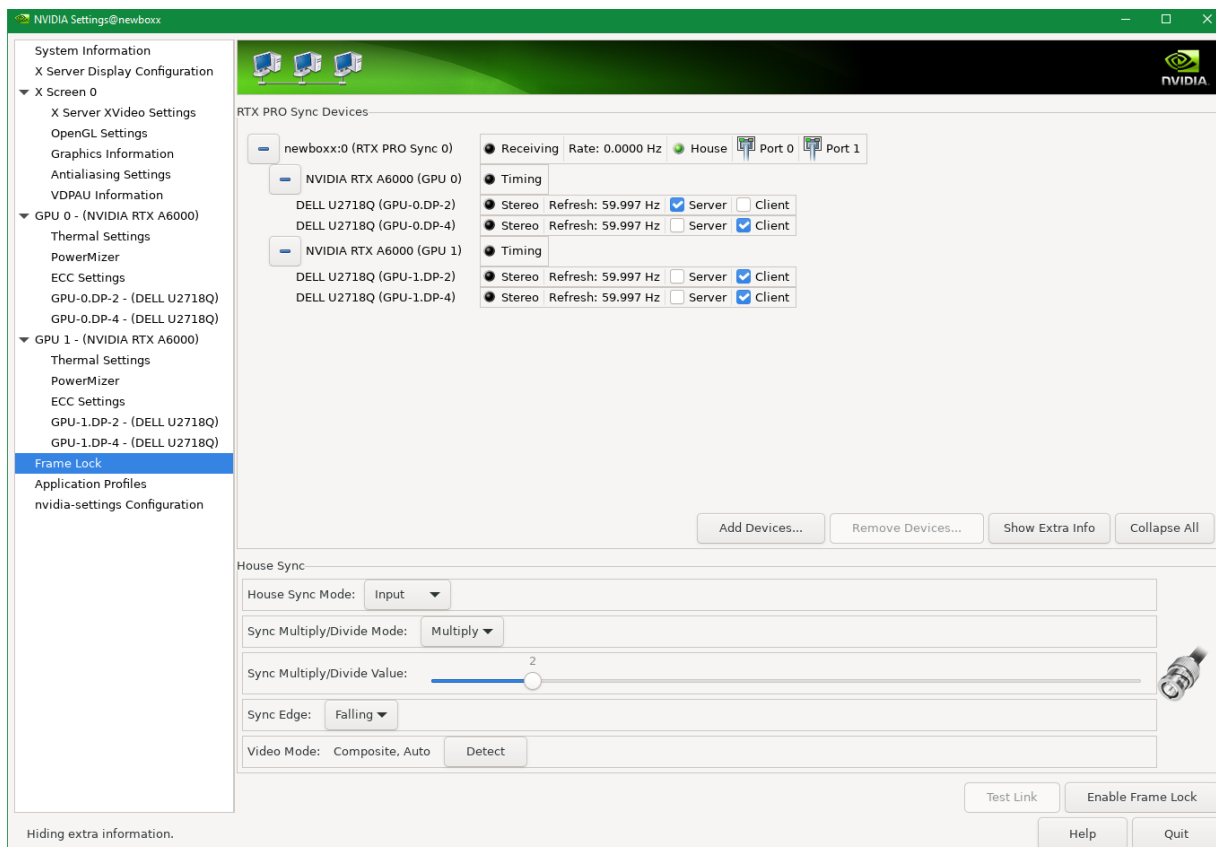 NVIDIA Settings@newboxx
System Information
X Server Display Configuration
X Screen 0
X Server XVideo Settings
OpenGL Settings
Graphics Information
Antialiasing Settings
VDPAU Information
GPU 0 - (NVIDIA RTX A6000)
Thermal Settings
PowerMizer
ECC Settings
GPU-0.DP-2 - (DELL U2718Q)
GPU-0.DP-4 - (DELL U2718Q)
GPU 1 - (NVIDIA RTX A6000)
Thermal Settings
PowerMizer
ECC Settings
GPU-1.DP-2 - (DELL U2718Q)
GPU-1.DP-4 - (DELL U2718Q)
Frame Lock
Application Profiles
nvidia-settings Configuration
NVIDIA.
RTX PRO Sync Devices
newboxx:0 (RTX PRO Sync 0) Receiving Rate: 0.0000 Hz House Port 0 Port 1
NVIDIA RTX A6000 (GPU 0) Timing
DELL U2718Q (GPU-0.DP-2) Stereo Refresh: 59.997 Hz Server Client
DELL U2718Q (GPU-0.DP-4) Stereo Refresh: 59.997 Hz Server Client
NVIDIA RTX A6000 (GPU 1) Timing
DELL U2718Q (GPU-1.DP-2) Stereo Refresh: 59.997 Hz Server Client
DELL U2718Q (GPU-1.DP-4) Stereo Refresh: 59.997 Hz Server Client
Add Devices... Remove Devices... Show Extra Info Collapse All
House Sync
House Sync Mode: Input
Sync Multiply/Divide Mode: Multiply
2
Sync Multiply/Divide Value:
Sync Edge: Falling
Video Mode: Composite, Auto Detect
Test Link Enable Frame Lock
Hiding extra information. Help Quit